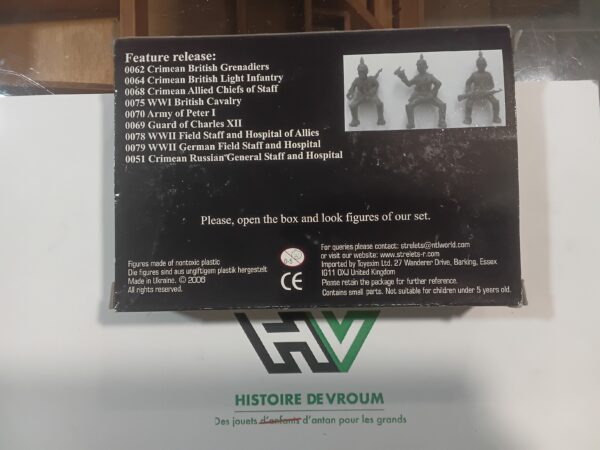 Feature release:
0062 Crimean British Grenadiers
0064 Crimean British Light Infantry
0068 Crimean Allied Chiefs of Staff
0075 WWI British Cavalry
0070 Army of Peter I
0069 Guard of Charles XII
0078 WWII Field Staff and Hospital of Allies
0079 WWII German Field Staff and Hospital
0051 Crimean Russian General Staff and Hospital
Please, open the box and look figures of our set.
Figures made of nontoxic plastic
Die figures sind aus ungiftigem plastik hergestellt
Made in Ukraine. © 2006
All rights reserved.
0-5
CE
For queries please contact: strelets@ntlworld.com
or visit our website: www.strelets-r.com
Imported by Toyexim Ltd. 27 Wanderer Drive, Barking, Essex
IG11 0XJ United Kingdom
Please retain the package for further reference.
Contains small parts. Not suitable for children under 5 years old.
HV
HISTOIRE DE VROUM
Des jouets d'enfants d'antan pour les grands